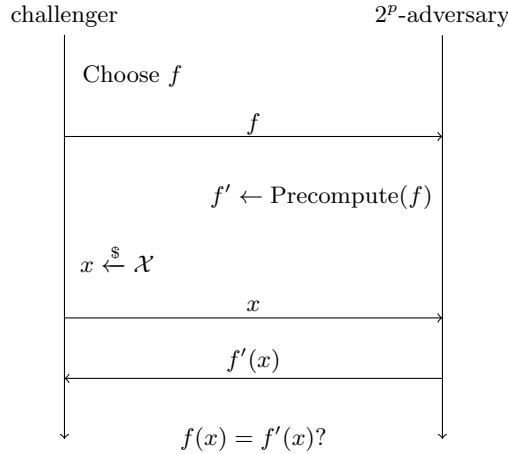 challenger 2^p-adversary
Choose f
f
f′ ← Precompute(f)
x ←$ 𝒳
x
f′(x)
f(x) = f′(x)?